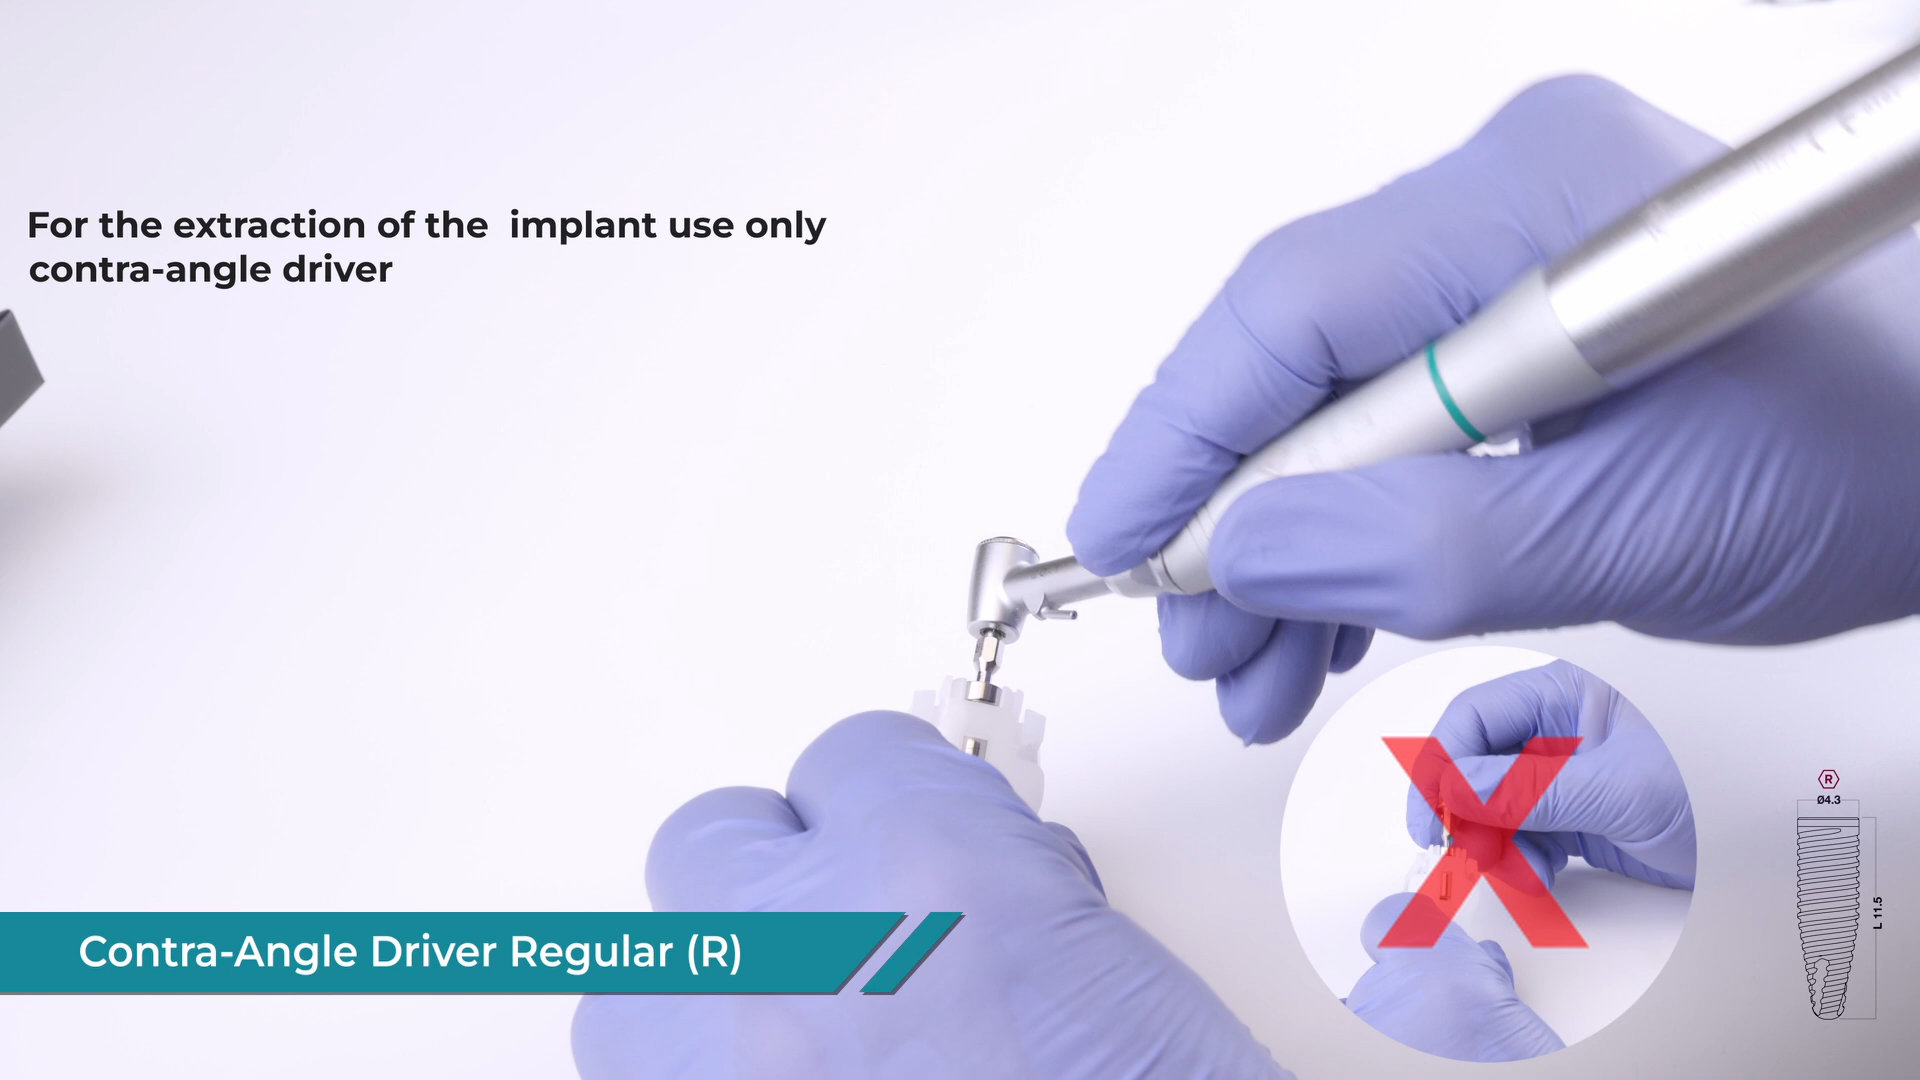 For the extraction of the  implant use only
contra-angle driver
R
Ø4.3
L 11.5
Contra-Angle Driver Regular (R)